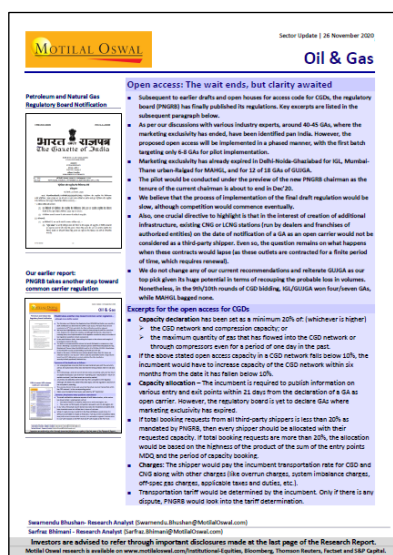 Sector Update | 26 November 2020
MOTILAL OSWAL
Oil & Gas
Open access: The wait ends, but clarity awaited
Petroleum and Natural Gas
Regulatory Board Notification
भारत का राजपत्र
The Gazette of India
Our earlier report:
PNGRB takes another step toward
common carrier regulation
Oil & Gas
Subsequent to earlier drafts and open houses for access code for CGDs, the regulatory
board (PNGRB) has finally published its regulations. Key excerpts are listed in the
subsequent paragraph below.
As per our discussions with various industry experts, around 40-45 GAs, where the
marketing exclusivity has ended, have been identified pan India. However, the
proposed open access will be implemented in a phased manner, with the first batch
targeting only 6-8 GAs for pilot implementation.
Marketing exclusivity has already expired in Delhi-Noida-Ghaziabad for IGL, Mumbai-
Thane urban-Raigad for MAHGL, and for 12 of 18 GAs of GUJGA.
The pilot would be conducted under the preview of the new PNGRB chairman as the
tenure of the current chairman is about to end in Dec'20.
We believe that the process of implementation of the final draft regulation would be
slow, although competition would commence eventually.
Also, one crucial directive to highlight is that in the interest of creation of additional
infrastructure, existing CNG or LCNG stations (run by dealers and franchises of
authorized entities) on the date of notification of a GA as an open carrier would not be
considered as a third-party shipper. Even so, the question remains on what happens
when these contracts would lapse (as these outlets are contracted for a finite period
of time, which requires renewal).
We do not change any of our current recommendations and reiterate GUJGA as our
top pick given its huge potential in terms of recouping the probable loss in volumes.
Nonetheless, in the 9th/10th rounds of CGD bidding, IGL/GUJGA won four/seven GAs,
while MAHGL bagged none.
Excerpts for the open access for CGDs
Capacity declaration has been set as a minimum 20% of: (whichever is higher)
the CGD network and compression capacity; or
the maximum quantity of gas that has flowed into the CGD network or
through compressors even for a period of one day in the past.
If the above stated open access capacity in a CGD network falls below 10%, the
incumbent would have to increase capacity of the CGD network within six
months from the date it has fallen below 10%.
Capacity allocation – The incumbent is required to publish information on
various entry and exit points within 21 days from the declaration of a GA as
open carrier. However, the regulatory board is yet to declare GAs where
marketing exclusivity has expired.
If total booking requests from all third-party shippers is less than 20% as
mandated by PNGRB, then every shipper should be allocated with their
requested capacity. If total booking requests are more than 20%, the allocation
would be based on the highness of the product of the sum of the entry points
MDQ and the period of capacity booking.
Charges: The shipper would pay the incumbent transportation rate for CGD and
CNG along with other charges (like overrun charges, system imbalance charges,
off-spec gas charges, applicable taxes and duties, etc.).
Transportation tariff would be determined by the incumbent. Only if there is any
dispute, PNGRB would look into the tariff determination.
Swarnendu Bhushan- Research Analyst (Swarnendu.Bhushan@MotilalOswal.com)
Sarfraz Bhimani - Research Analyst (Sarfraz.Bhimani@MotilalOswal.com)
Investors are advised to refer through important disclosures made at the last page of the Research Report.
Motilal Oswal research is available on www.motilaloswal.com/Institutional-Equities, Bloomberg, Thomson Reuters, Factset and S&P Capital.